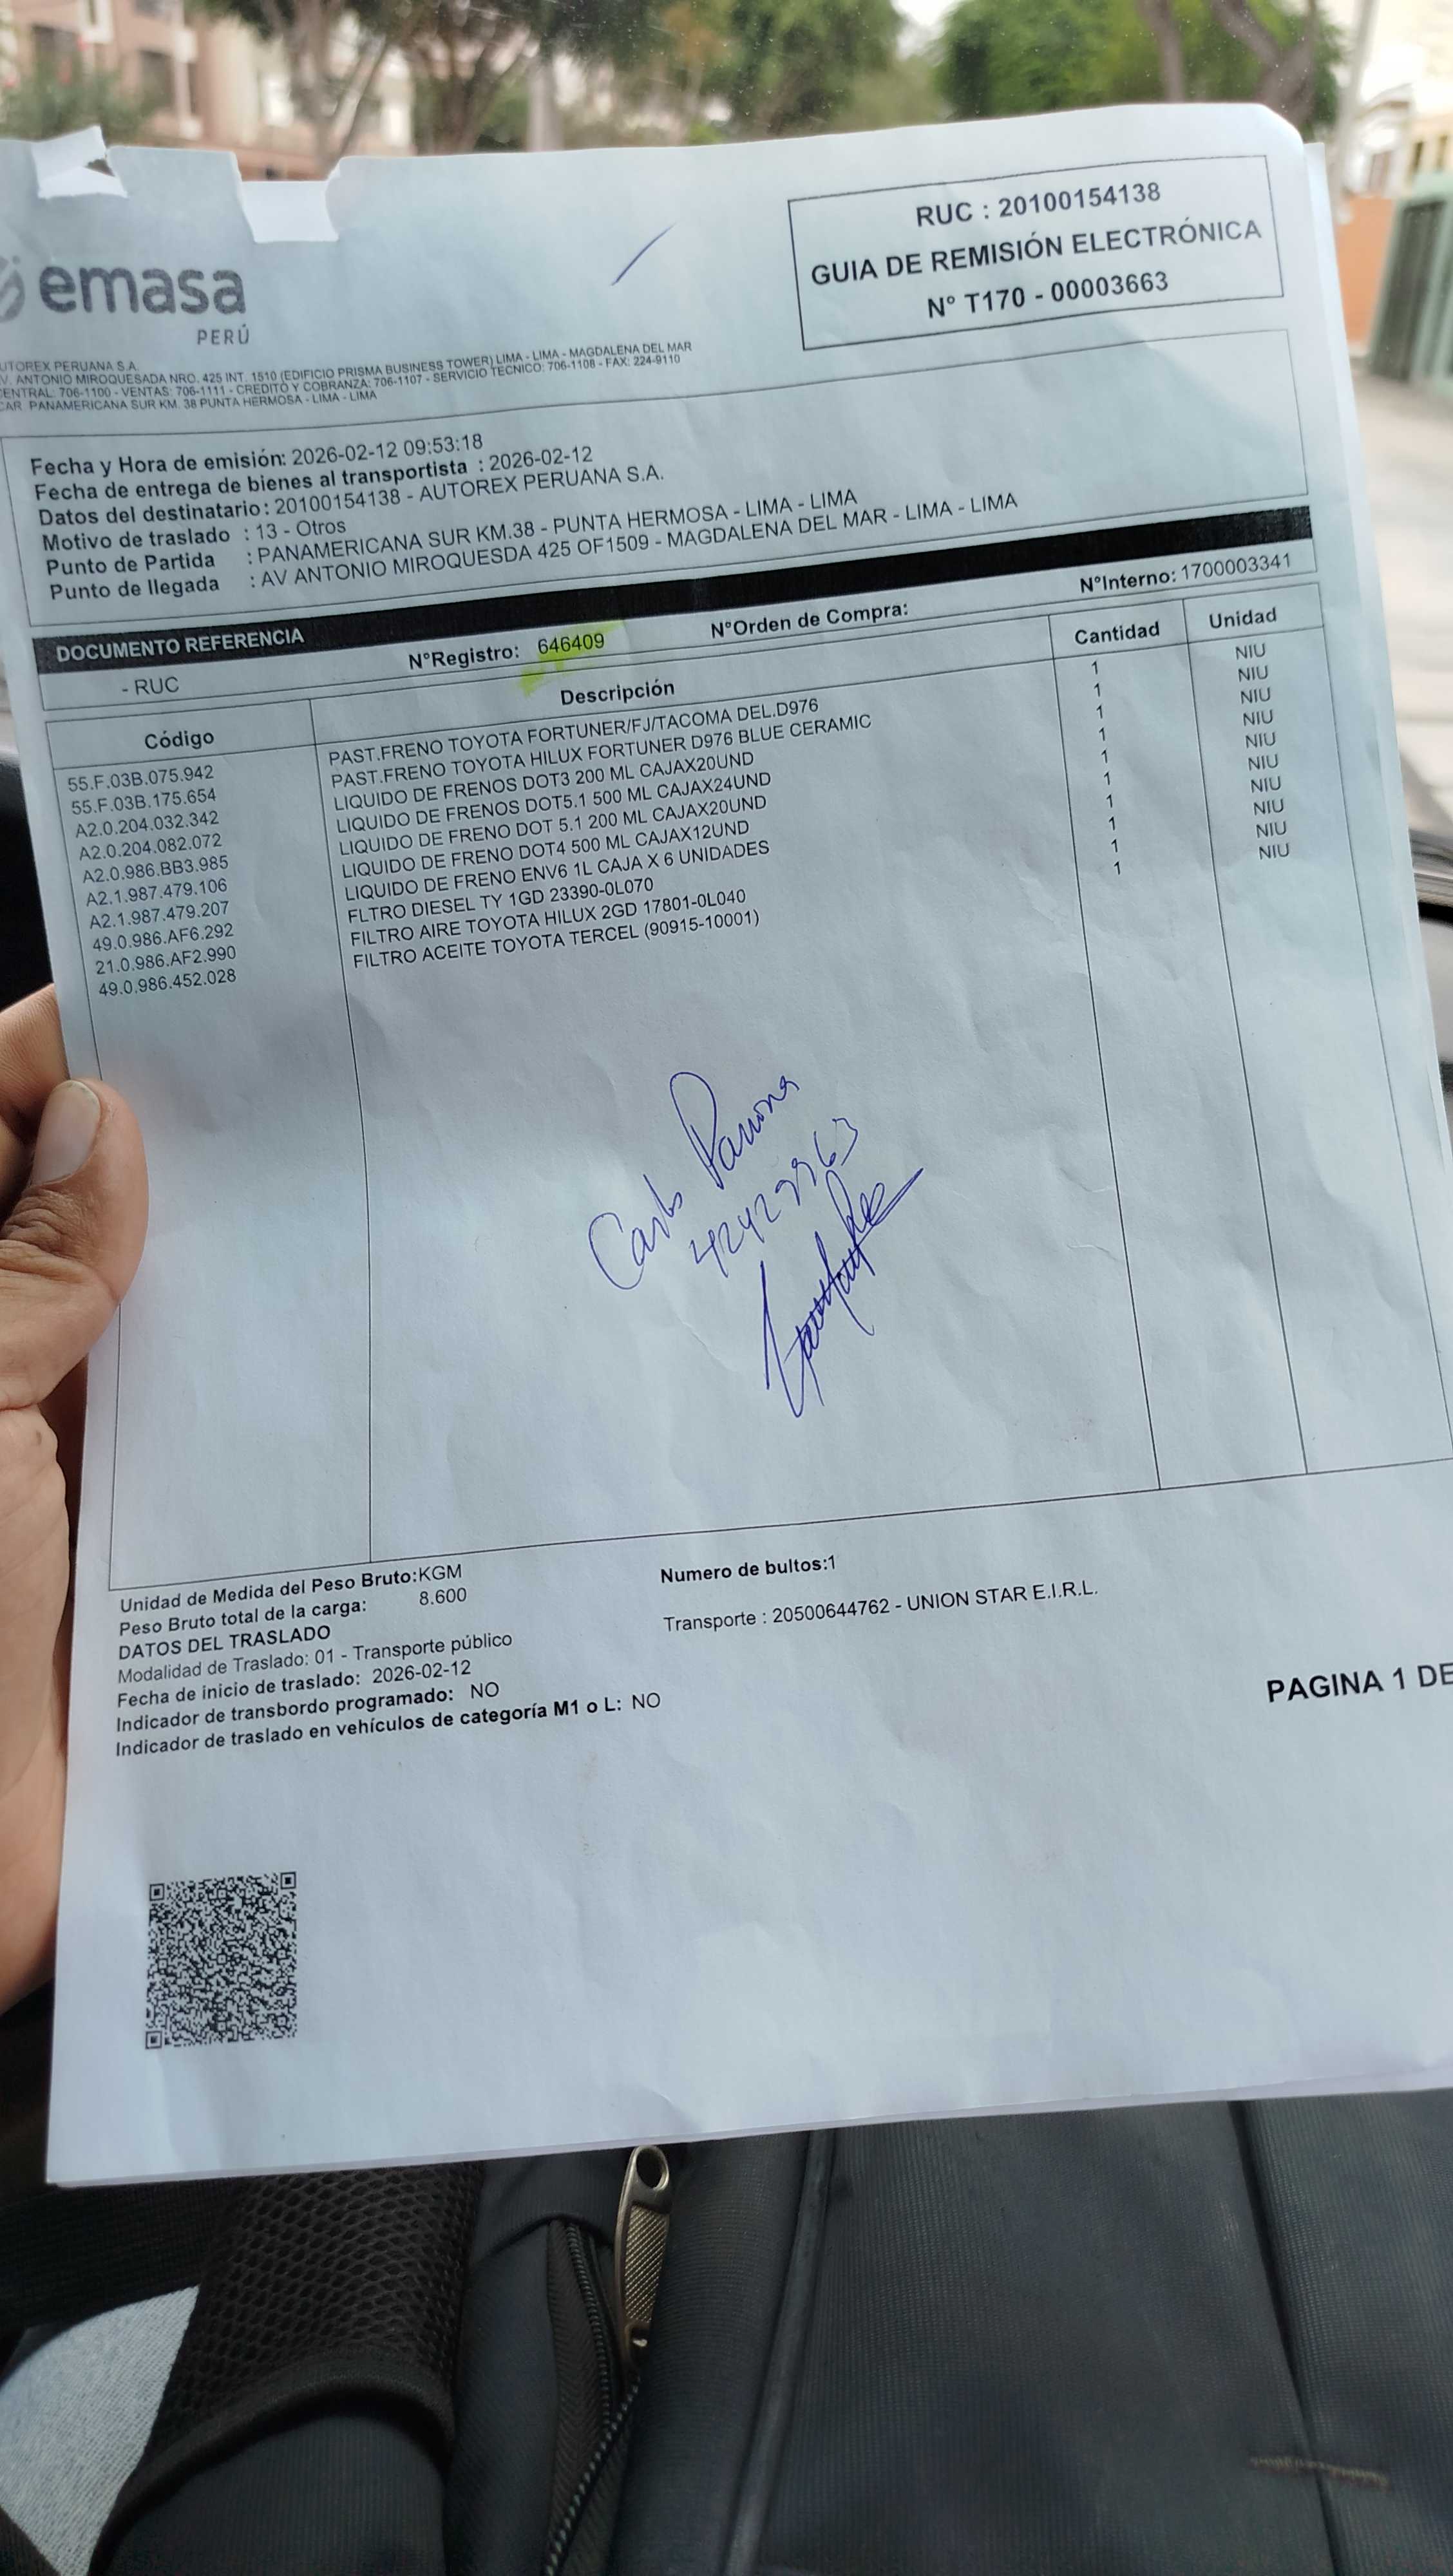 emasa
PERÚ
RUC : 20100154138
GUIA DE REMISIÓN ELECTRÓNICA
N° T170 - 00003663
UTOREX PERUANA S.A.
V. ANTONIO MIROQUESADA NRO. 425 INT. 1510 (EDIFICIO PRISMA BUSINESS TOWER) LIMA - LIMA - MAGDALENA DEL MAR
CENTRAL: 706-1100 - VENTAS: 706-1111 - CREDITO Y COBRANZA: 706-1107 - SERVICIO TECNICO: 706-1108 - FAX: 224-9110
CAR. PANAMERICANA SUR KM. 38 PUNTA HERMOSA - LIMA - LIMA
Fecha y Hora de emisión: 2026-02-12 09:53:18
Fecha de entrega de bienes al transportista : 2026-02-12
Datos del destinatario : 20100154138 - AUTOREX PERUANA S.A.
Motivo de traslado : 13 - Otros
Punto de Partida : PANAMERICANA SUR KM.38 - PUNTA HERMOSA - LIMA - LIMA
Punto de llegada : AV ANTONIO MIROQUESDA 425 OF1509 - MAGDALENA DEL MAR - LIMA - LIMA
DOCUMENTO REFERENCIA
- RUC N°Registro: 646409 N°Orden de Compra: N°Interno: 1700003341
Código Descripción Cantidad Unidad
55.F.03B.075.942 PAST.FRENO TOYOTA FORTUNER/FJ/TACOMA DEL.D976 1 NIU
55.F.03B.175.654 PAST.FRENO TOYOTA HILUX FORTUNER D976 BLUE CERAMIC 1 NIU
A2.0.204.032.342 LIQUIDO DE FRENOS DOT3 200 ML CAJAX20UND 1 NIU
A2.0.204.082.072 LIQUIDO DE FRENOS DOT5.1 500 ML CAJAX24UND 1 NIU
A2.0.986.BB3.985 LIQUIDO DE FRENO DOT 5.1 200 ML CAJAX20UND 1 NIU
A2.1.987.479.106 LIQUIDO DE FRENO DOT4 500 ML CAJAX12UND 1 NIU
A2.1.987.479.207 LIQUIDO DE FRENO ENV6 1L CAJA X 6 UNIDADES 1 NIU
49.0.986.AF6.292 FLTRO DIESEL TY 1GD 23390-0L070 1 NIU
21.0.986.AF2.990 FILTRO AIRE TOYOTA HILUX 2GD 17801-0L040 1 NIU
49.0.986.452.028 FILTRO ACEITE TOYOTA TERCEL (90915-10001) 1 NIU
Unidad de Medida del Peso Bruto: KGM Numero de bultos:1
Peso Bruto total de la carga: 8.600
DATOS DEL TRASLADO Transporte : 20500644762 - UNION STAR E.I.R.L.
Modalidad de Traslado: 01 - Transporte público
Fecha de inicio de traslado: 2026-02-12
Indicador de transbordo programado: NO
Indicador de traslado en vehículos de categoría M1 o L: NO
PAGINA 1 DE